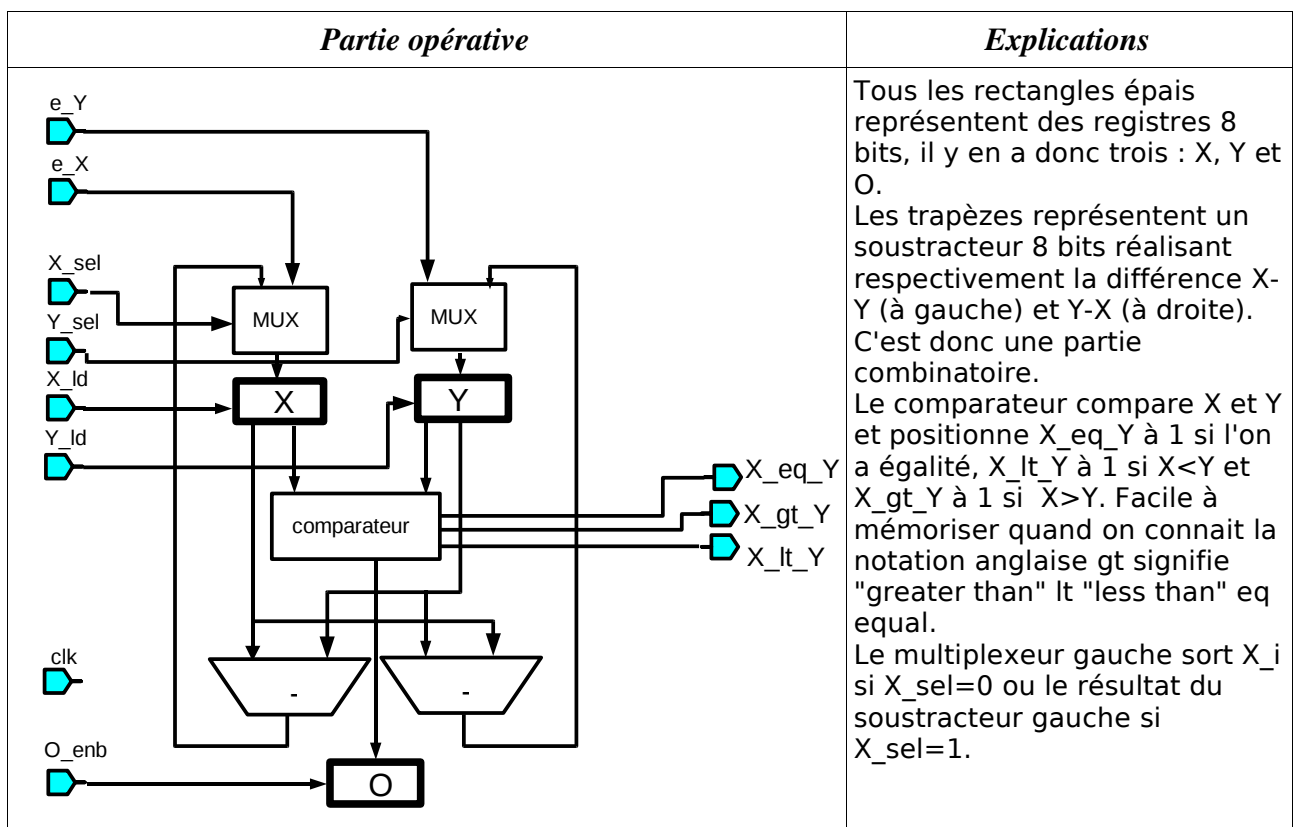 Partie opérative
Explications
e_Y
e_X
X_sel
Y_sel
X_ld
Y_ld
MUX
MUX
X
Y
comparateur
X_eq_Y
X_gt_Y
X_lt_Y
clk
-
-
O_enb
O
Tous les rectangles épais
représentent des registres 8
bits, il y en a donc trois : X, Y et
O.
Les trapèzes représentent un
soustracteur 8 bits réalisant
respectivement la différence X-
Y (à gauche) et Y-X (à droite).
C'est donc une partie
combinatoire.
Le comparateur compare X et Y
et positionne X_eq_Y à 1 si l'on
a égalité, X_lt_Y à 1 si X<Y et
X_gt_Y à 1 si  X>Y. Facile à
mémoriser quand on connait la
notation anglaise gt signifie
"greater than" lt "less than" eq
equal.
Le multiplexeur gauche sort X_i
si X_sel=0 ou le résultat du
soustracteur gauche si
X_sel=1.